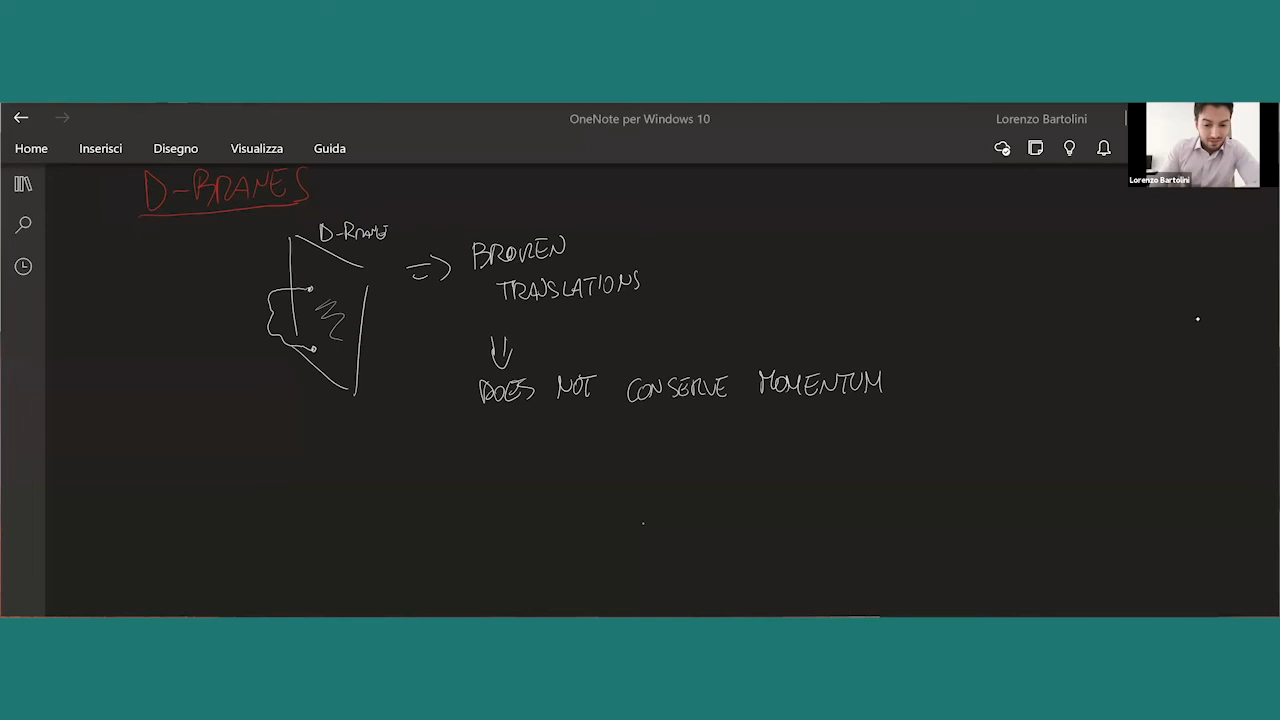 OneNote per Windows 10
Lorenzo Bartolini
Home Inserisci Disegno Visualizza Guida
Lorenzo Bartolini
D-BRANES
D-BRANE
=> BROKEN
TRANSLATIONS
⇓
DOES NOT CONSERVE MOMENTUM